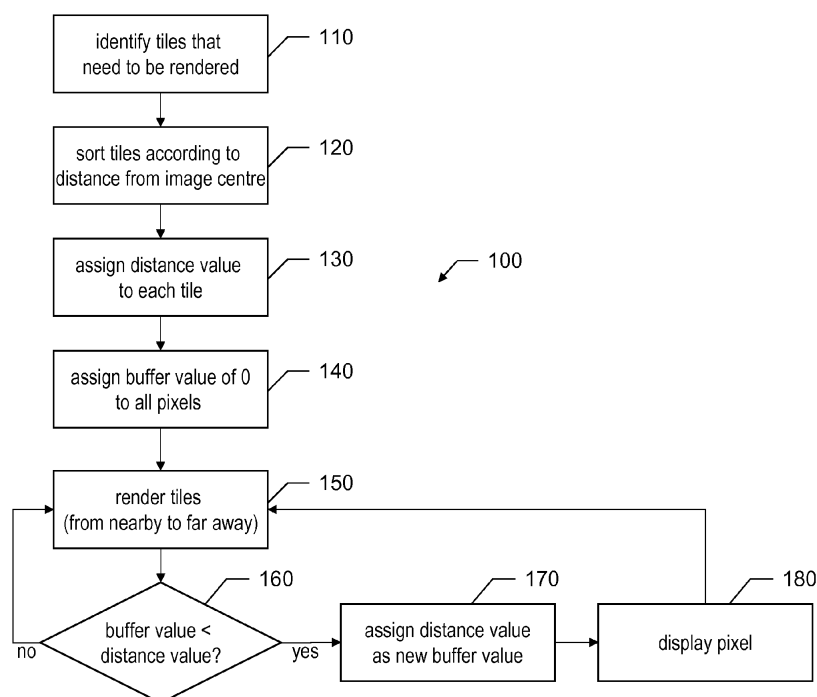 identify tiles that
need to be rendered
110
sort tiles according to
distance from image centre
120
assign distance value
to each tile
130
100
assign buffer value of 0
to all pixels
140
render tiles
(from nearby to far away)
150
buffer value <
distance value?
160
no
yes
assign distance value
as new buffer value
170
display pixel
180